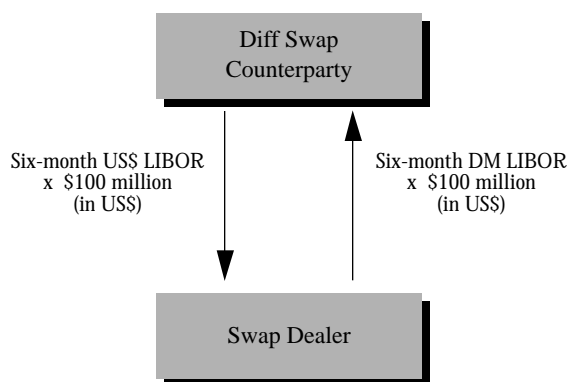 Diff Swap
Counterparty
Six-month US$ LIBOR
x $100 million
(in US$)
Six-month DM LIBOR
x $100 million
(in US$)
Swap Dealer